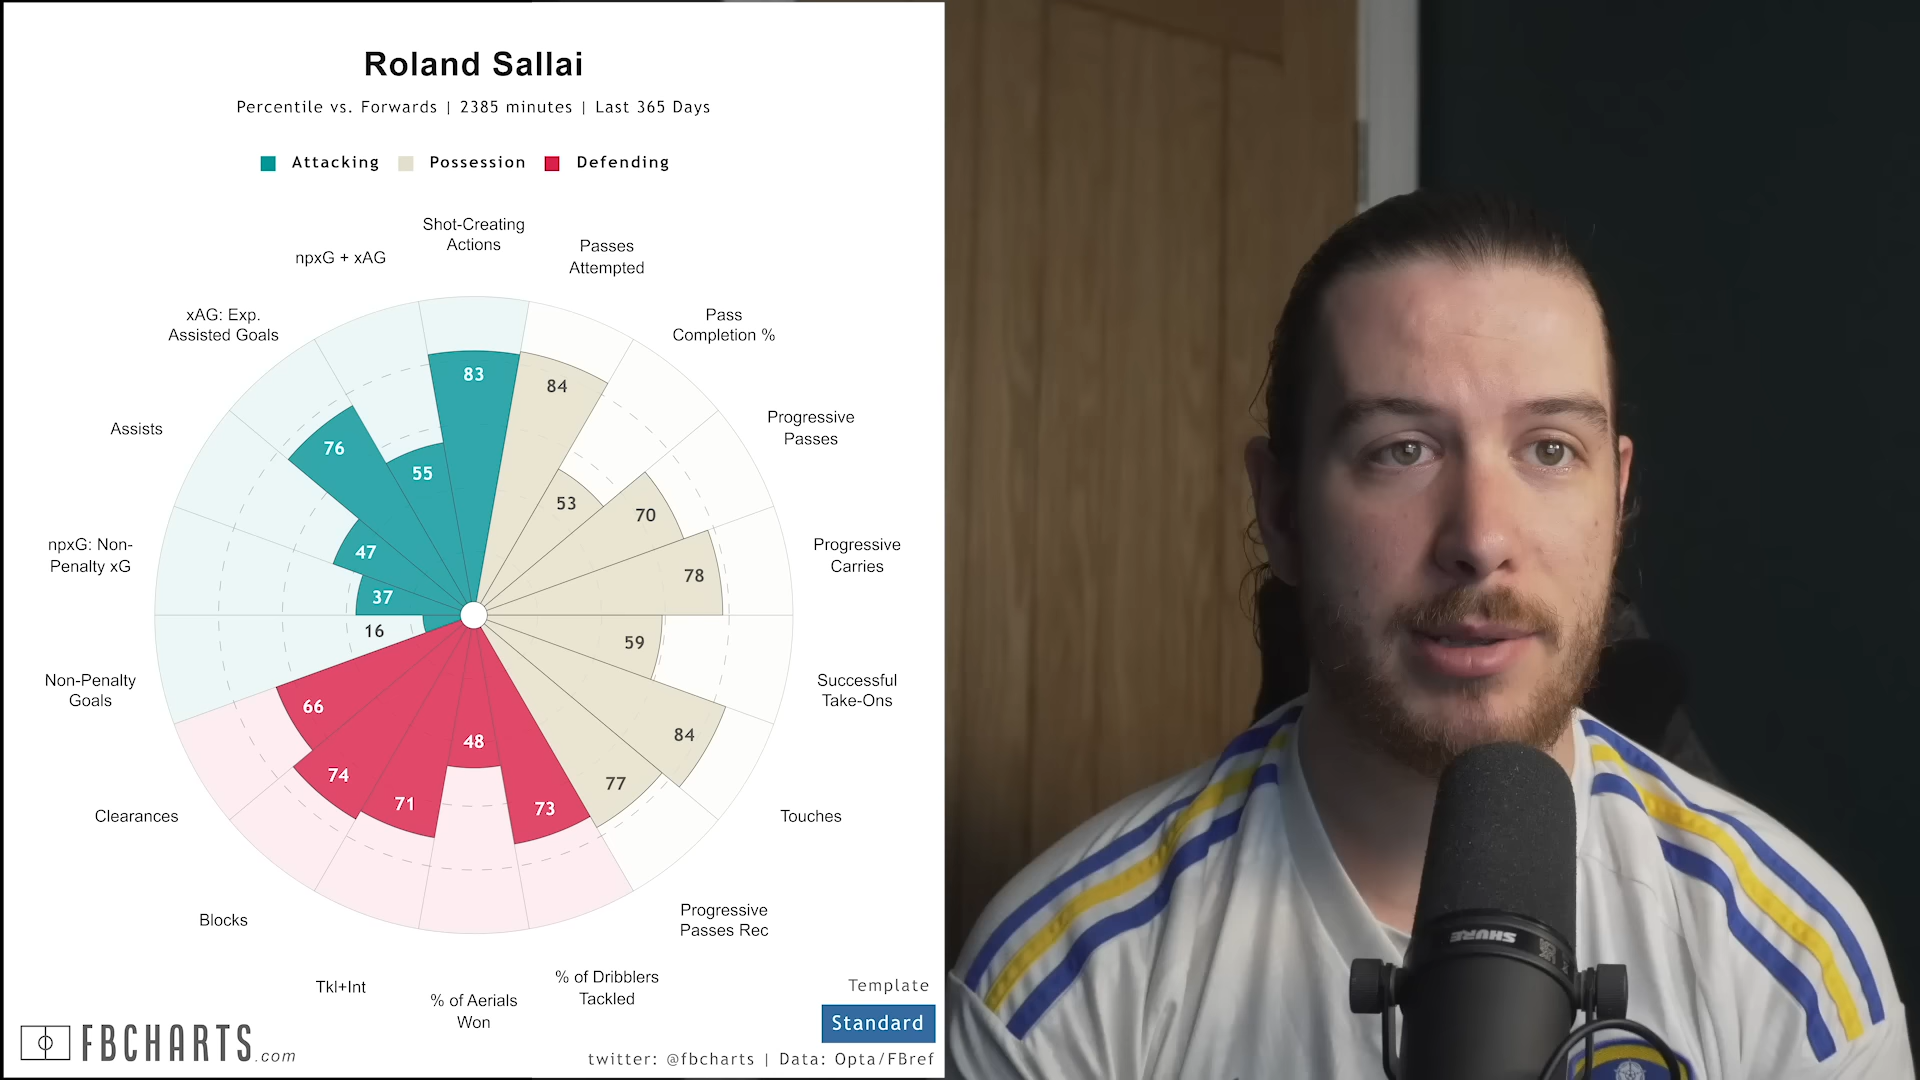 Roland Sallai
Percentile vs. Forwards | 2385 minutes | Last 365 Days
Attacking Possession Defending
Shot-Creating
Actions
Passes
Attempted
npxG + xAG
xAG: Exp.
Assisted Goals
Pass
Completion %
83
84
Assists
Progressive
Passes
76
55
53
70
npxG: Non-
Penalty xG
47
78
Progressive
Carries
37
16
59
Non-Penalty
Goals
Successful
Take-Ons
66
48
84
74
71
73
77
Clearances
Touches
Blocks
Progressive
Passes Rec
Tkl+Int
% of Aerials
Won
% of Dribblers
Tackled
Template
Standard
FBCHARTS.com
twitter: @fbcharts | Data: Opta/FBref
SHURE